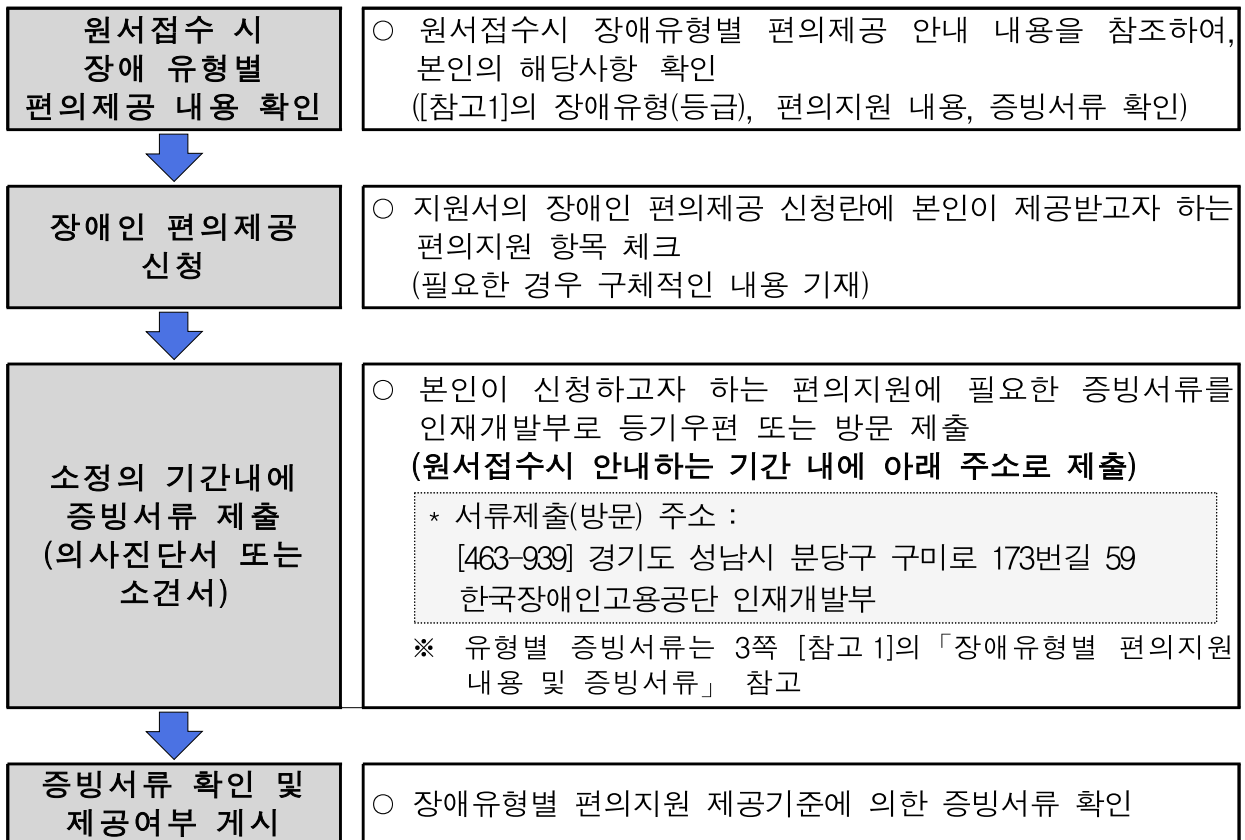 원서접수 시
장애 유형별
편의제공 내용 확인
○ 원서접수시 장애유형별 편의제공 안내 내용을 참조하여,
본인의 해당사항 확인
([참고1]의 장애유형(등급), 편의지원 내용, 증빙서류 확인)
장애인 편의제공
신청
○ 지원서의 장애인 편의제공 신청란에 본인이 제공받고자 하는
편의지원 항목 체크
(필요한 경우 구체적인 내용 기재)
소정의 기간내에
증빙서류 제출
(의사진단서 또는
소견서)
○ 본인이 신청하고자 하는 편의지원에 필요한 증빙서류를
인재개발부로 등기우편 또는 방문 제출
(원서접수시 안내하는 기간 내에 아래 주소로 제출)
* 서류제출(방문) 주소 :
[463-939] 경기도 성남시 분당구 구미로 173번길 59
한국장애인고용공단 인재개발부
※ 유형별 증빙서류는 3쪽 [참고 1]의「장애유형별 편의지원
내용 및 증빙서류」 참고
증빙서류 확인 및
제공여부 게시
○ 장애유형별 편의지원 제공기준에 의한 증빙서류 확인